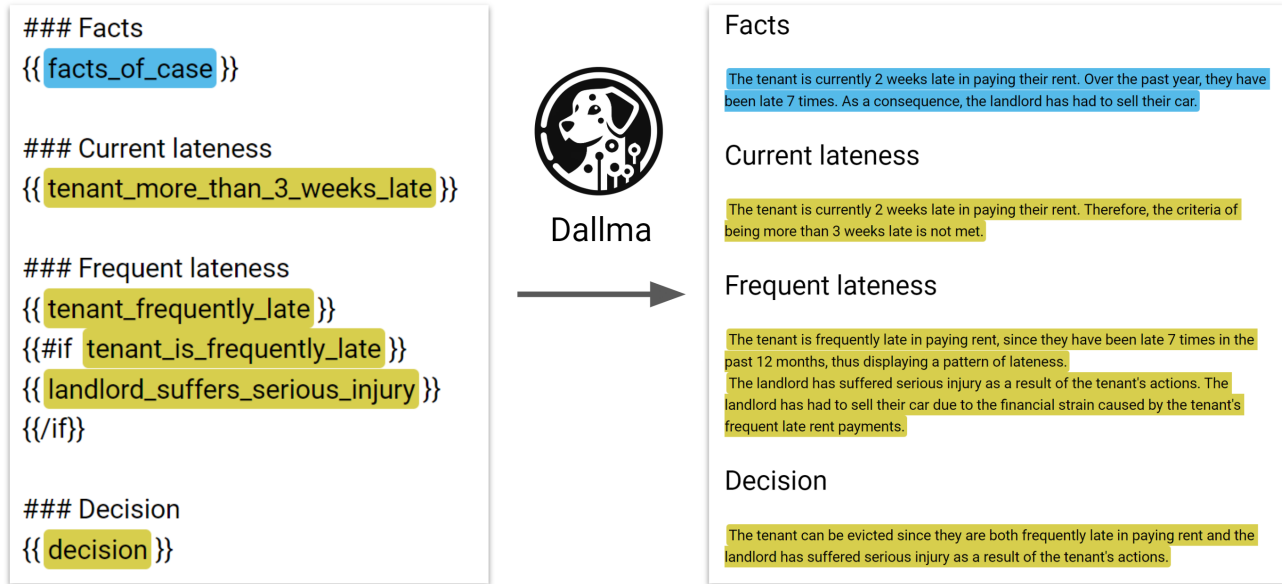 ### Facts
{{ facts_of_case }}
### Current lateness
{{ tenant_more_than_3_weeks_late }}
### Frequent lateness
{{ tenant_frequently_late }}
{{#if tenant_is_frequently_late }}
{{ landlord_suffers_serious_injury }}
{{/if}}
### Decision
{{ decision }}
Dallma
Facts
The tenant is currently 2 weeks late in paying their rent. Over the past year, they have
been late 7 times. As a consequence, the landlord has had to sell their car.
Current lateness
The tenant is currently 2 weeks late in paying their rent. Therefore, the criteria of
being more than 3 weeks late is not met.
Frequent lateness
The tenant is frequently late in paying rent, since they have been late 7 times in the
past 12 months, thus displaying a pattern of lateness.
The landlord has suffered serious injury as a result of the tenant's actions. The
landlord has had to sell their car due to the financial strain caused by the tenant's
frequent late rent payments.
Decision
The tenant can be evicted since they are both frequently late in paying rent and the
landlord has suffered serious injury as a result of the tenant's actions.